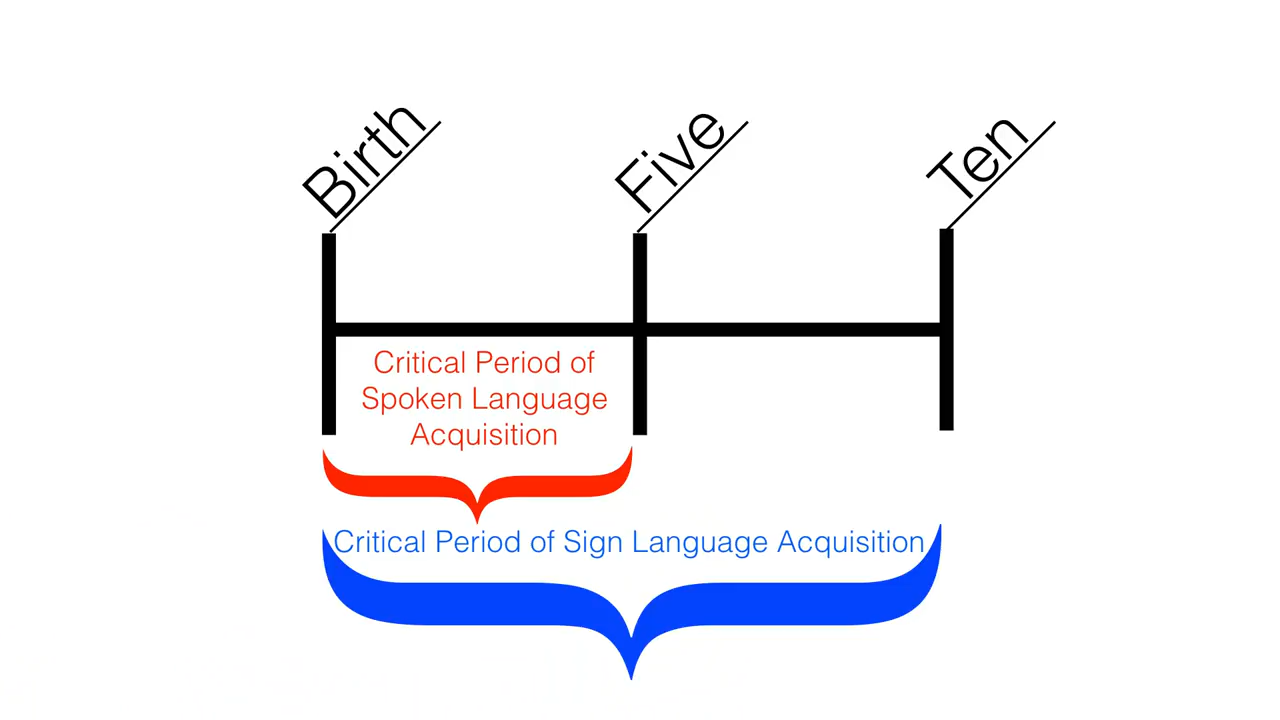 Birth
Five
Ten
Critical Period of
Spoken Language
Acquisition
Critical Period of Sign Language Acquisition